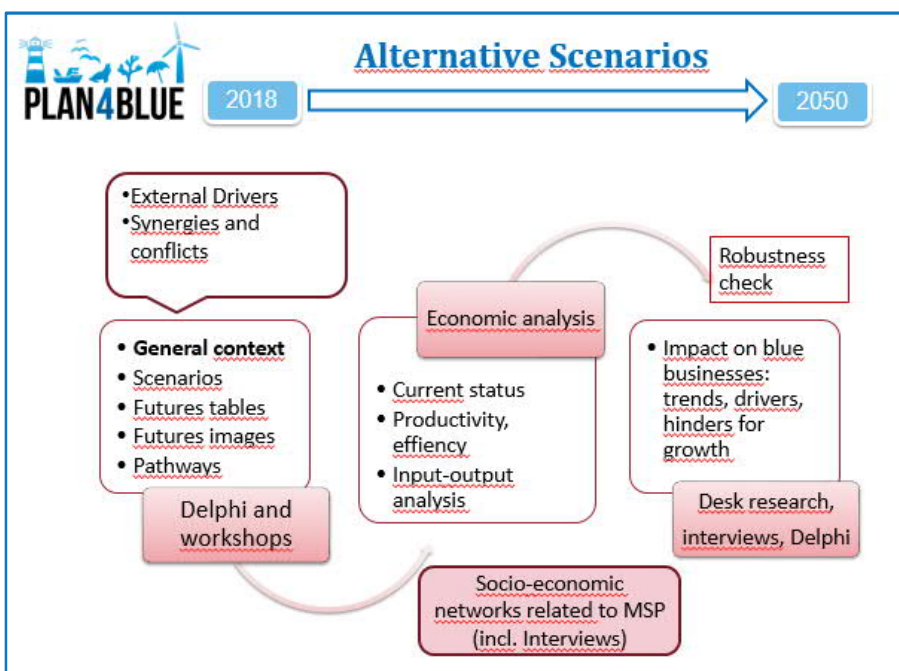 Alternative Scenarios
PLAN4BLUE
2018
2050
•External Drivers
•Synergies and
conflicts
• General context
• Scenarios
• Futures tables
• Futures images
• Pathways
Delphi and
workshops
Economic analysis
• Current status
• Productivity,
effiency
• Input-output
analysis
Socio-economic
networks related to MSP
(incl. Interviews)
Robustness
check
• Impact on blue
businesses:
trends, drivers,
hinders for
growth
Desk research,
interviews, Delphi